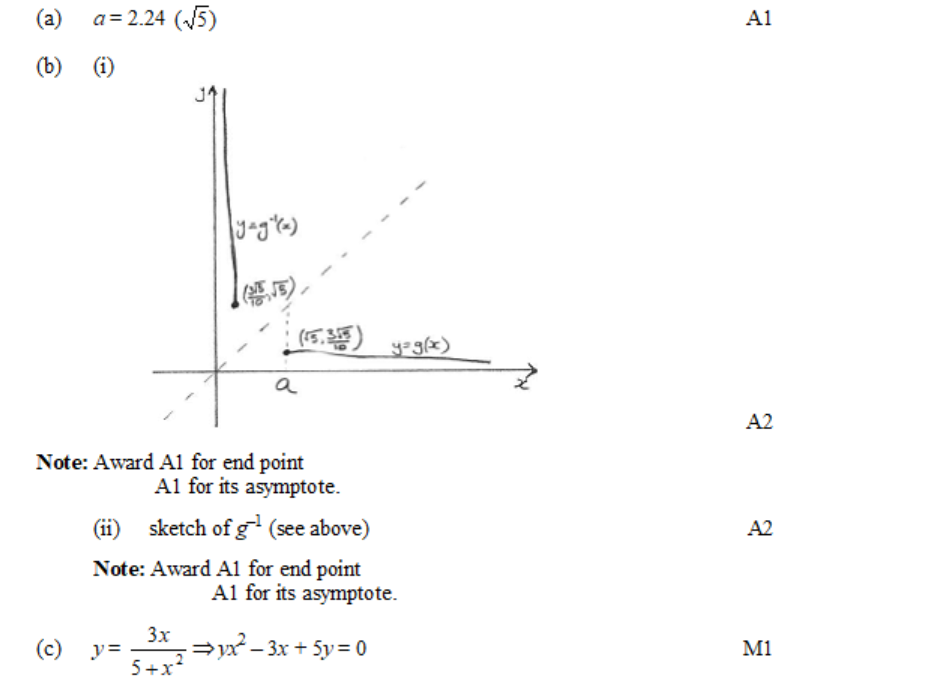 (a) a = 2.24 (√5) A1
(b) (i)
y
y=g⁻¹(x)
(3√5/10, √5)
(√5, 3√5/10)
y=g(x)
a
x
A2
Note: Award A1 for end point
A1 for its asymptote.
(ii) sketch of g⁻¹ (see above) A2
Note: Award A1 for end point
A1 for its asymptote.
(c) y = 3x/(5+x²) ⇒ yx² – 3x + 5y = 0 M1